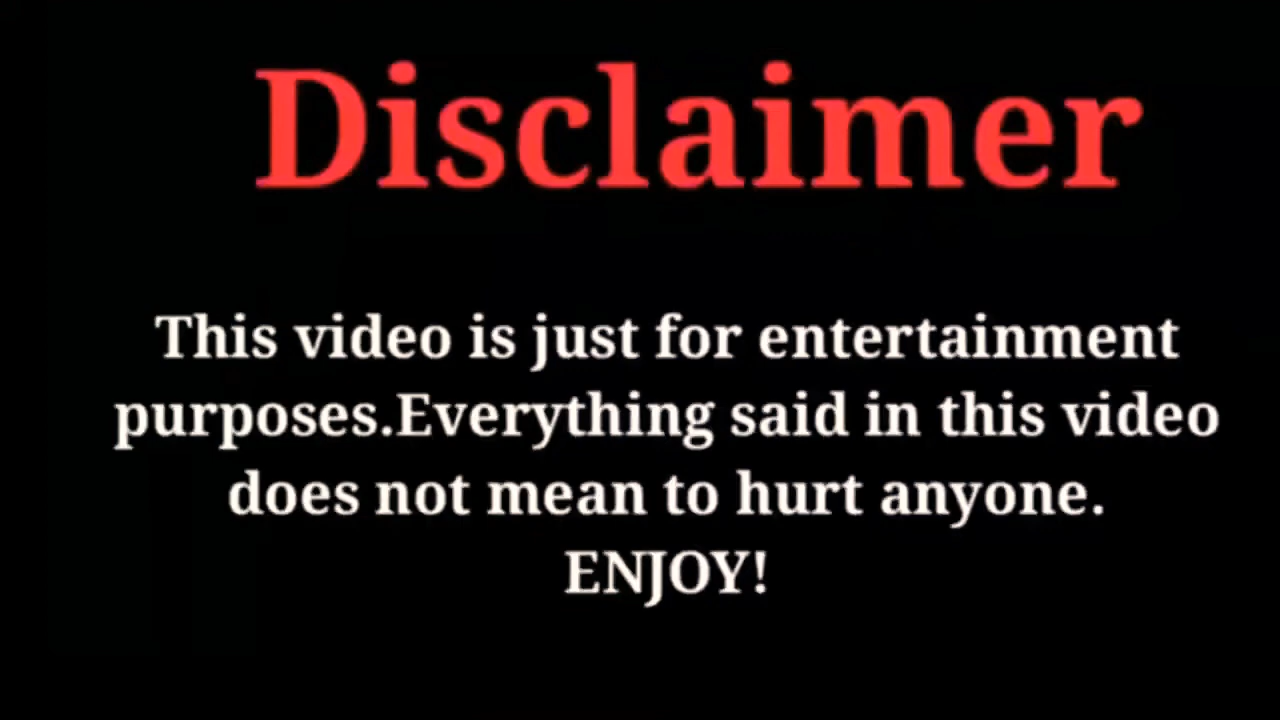 Disclaimer
This video is just for entertainment
purposes.Everything said in this video
does not mean to hurt anyone.
ENJOY!